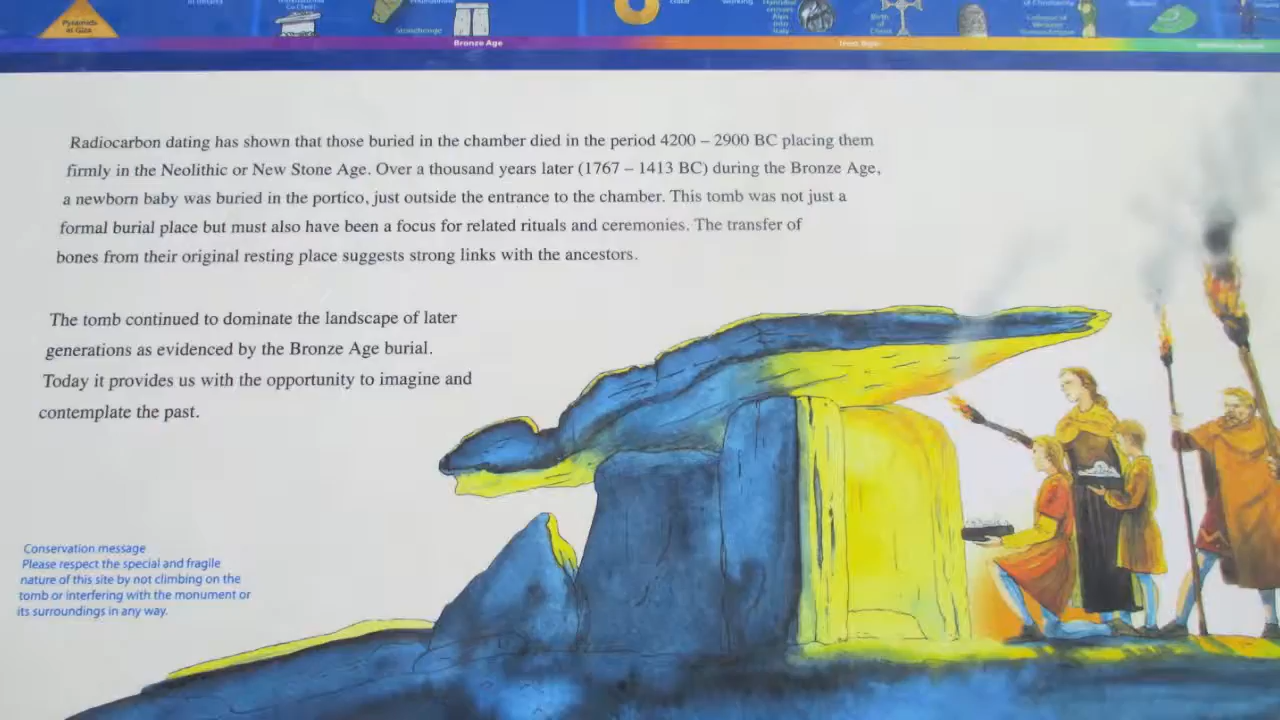 Pyramids
at Giza
in Ireland
Stonehenge
Bronze Age
Birth
of
Christ
Iron Age
Radiocarbon dating has shown that those buried in the chamber died in the period 4200 – 2900 BC placing them
firmly in the Neolithic or New Stone Age. Over a thousand years later (1767 – 1413 BC) during the Bronze Age,
a newborn baby was buried in the portico, just outside the entrance to the chamber. This tomb was not just a
formal burial place but must also have been a focus for related rituals and ceremonies. The transfer of
bones from their original resting place suggests strong links with the ancestors.
The tomb continued to dominate the landscape of later
generations as evidenced by the Bronze Age burial.
Today it provides us with the opportunity to imagine and
contemplate the past.
Conservation message
Please respect the special and fragile
nature of this site by not climbing on the
tomb or interfering with the monument or
its surroundings in any way.